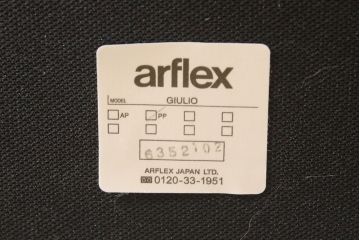 arflex
MODEL GIULIO
AP PP
6352102
ARFLEX JAPAN LTD.
0120-33-1951